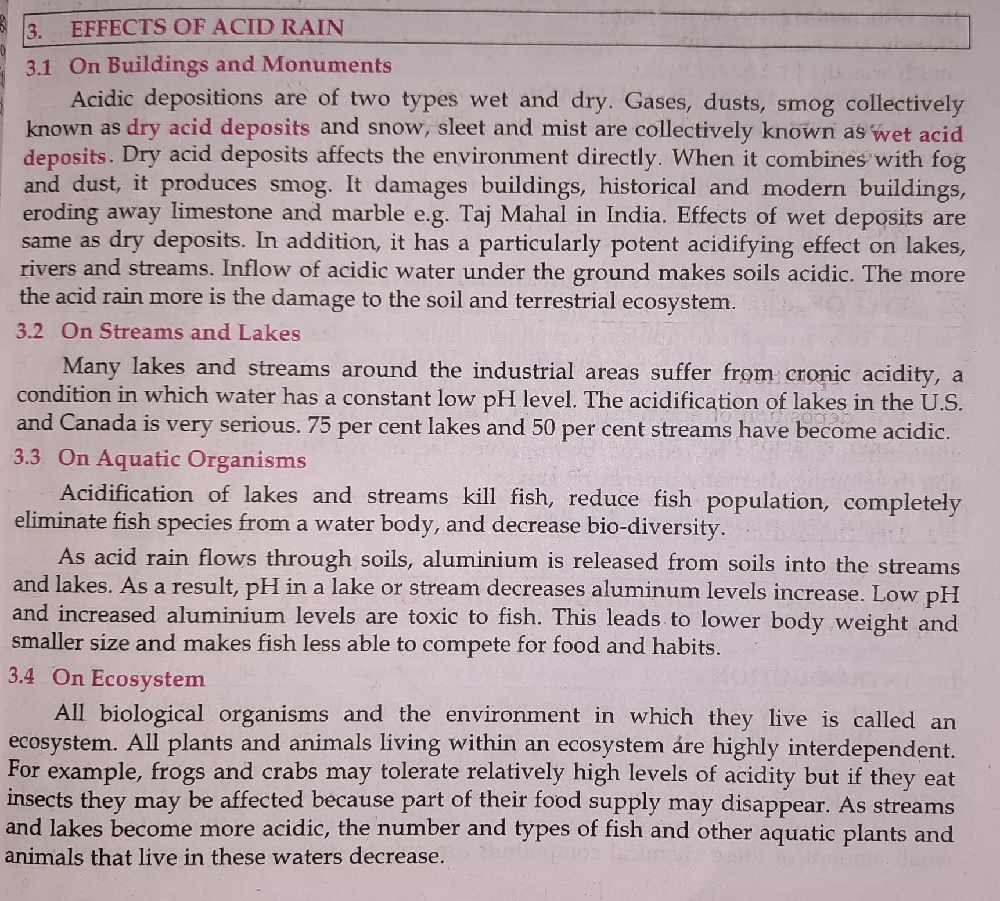 3. EFFECTS OF ACID RAIN
3.1 On Buildings and Monuments
Acidic depositions are of two types wet and dry. Gases, dusts, smog collectively
known as dry acid deposits and snow, sleet and mist are collectively known as wet acid
deposits. Dry acid deposits affects the environment directly. When it combines with fog
and dust, it produces smog. It damages buildings, historical and modern buildings,
eroding away limestone and marble e.g. Taj Mahal in India. Effects of wet deposits are
same as dry deposits. In addition, it has a particularly potent acidifying effect on lakes,
rivers and streams. Inflow of acidic water under the ground makes soils acidic. The more
the acid rain more is the damage to the soil and terrestrial ecosystem.
3.2 On Streams and Lakes
Many lakes and streams around the industrial areas suffer from cronic acidity, a
condition in which water has a constant low pH level. The acidification of lakes in the U.S.
and Canada is very serious. 75 per cent lakes and 50 per cent streams have become acidic.
3.3 On Aquatic Organisms
Acidification of lakes and streams kill fish, reduce fish population, completely
eliminate fish species from a water body, and decrease bio-diversity.
As acid rain flows through soils, aluminium is released from soils into the streams
and lakes. As a result, pH in a lake or stream decreases aluminum levels increase. Low pH
and increased aluminium levels are toxic to fish. This leads to lower body weight and
smaller size and makes fish less able to compete for food and habits.
3.4 On Ecosystem
All biological organisms and the environment in which they live is called an
ecosystem. All plants and animals living within an ecosystem are highly interdependent.
For example, frogs and crabs may tolerate relatively high levels of acidity but if they eat
insects they may be affected because part of their food supply may disappear. As streams
and lakes become more acidic, the number and types of fish and other aquatic plants and
animals that live in these waters decrease.